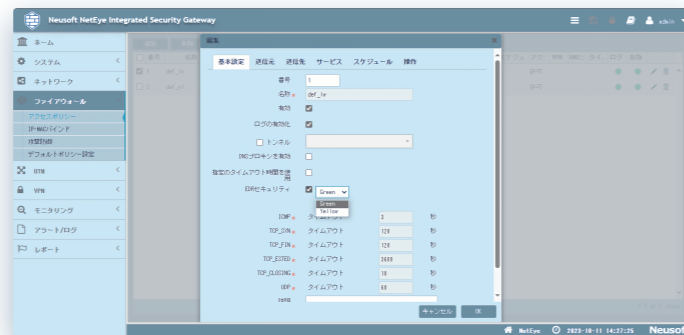 Neusoft NetEye Integrated Security Gateway
admin
ホーム
システム
ネットワーク
ファイアウォール
アクセスポリシー
IP-MACバインド
攻撃防御
デフォルトポリシー設定
UTM
VPN
モニタリング
アラート/ログ
レポート
編集
基本設定 送信元 送信先 サービス スケジュール 操作
番号 1
名称 * def_lw
有効
ログの有効化
トンネル
DNSプロキシを有効
指定のタイムアウト時間を使用
EDRセキュリティ Green
Green
Yellow
ICMP * タイムアウト 3 秒
TCP_SYN * タイムアウト 120 秒
TCP_FIN * タイムアウト 120 秒
TCP_ESTED * タイムアウト 3600 秒
TCP_CLOSING * タイムアウト 10 秒
UDP * タイムアウト 60 秒
説明
キャンセル OK
NetEye 2023-10-11 14:27:25 Neusoft